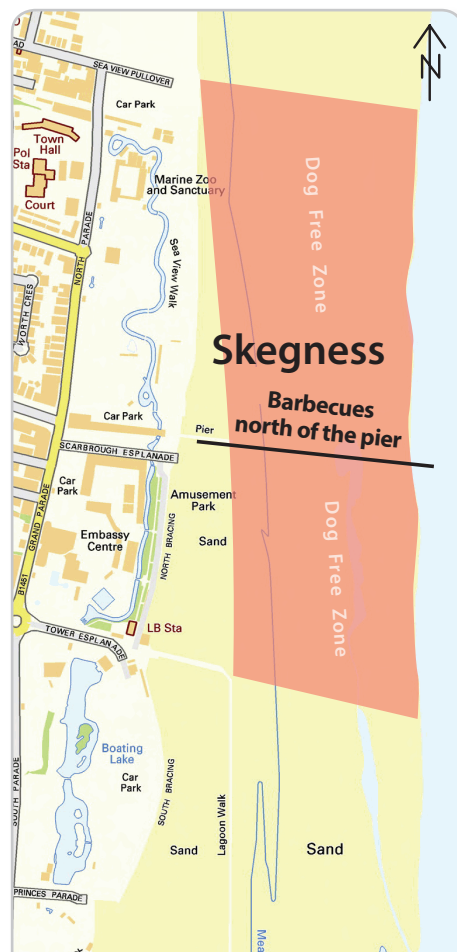 N
AD
SEA VIEW PULLOVER
Car Park
Town
Hall
Pol
Sta
Court
Marine Zoo
and Sanctuary
Dog Free Zone
NORTH PARADE
Sea View Walk
WORTH CRES
Skegness
Barbecues
north of the pier
Car Park
Pier
SCARBROUGH ESPLANADE
Car
Park
Amusement
Park
GRAND PARADE
Sand
Embassy
Centre
NORTH BRACING
Dog Free Zone
B1451
LB Sta
TOWER ESPLANADE
Boating
Lake
Car
Park
SOUTH PARADE
SOUTH BRACING
Lagoon Walk
Sand
Sand
PRINCES PARADE
Mea